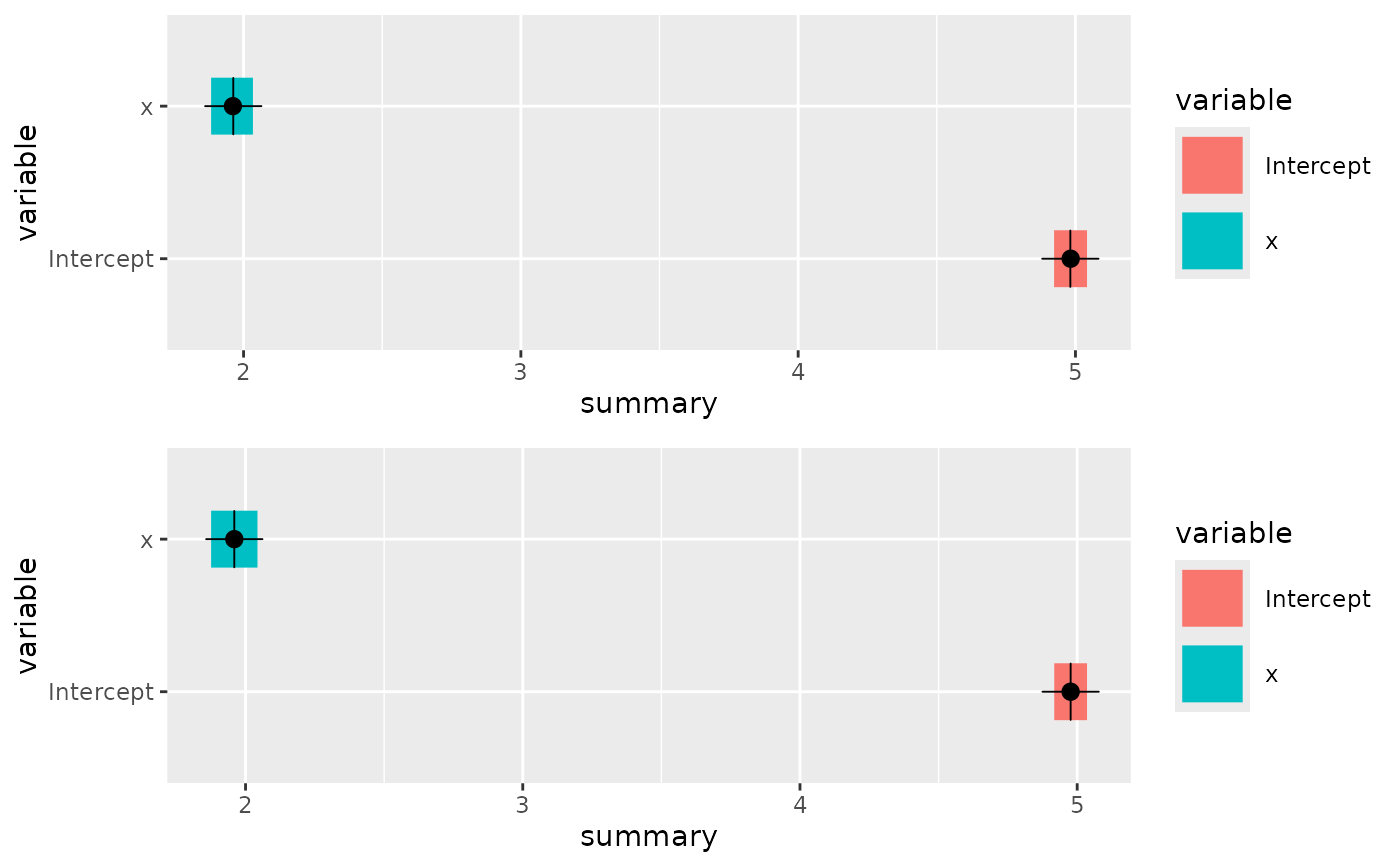 variable
x
Intercept
2 3 4 5
summary
variable
Intercept
x
variable
x
Intercept
2 3 4 5
summary
variable
Intercept
x